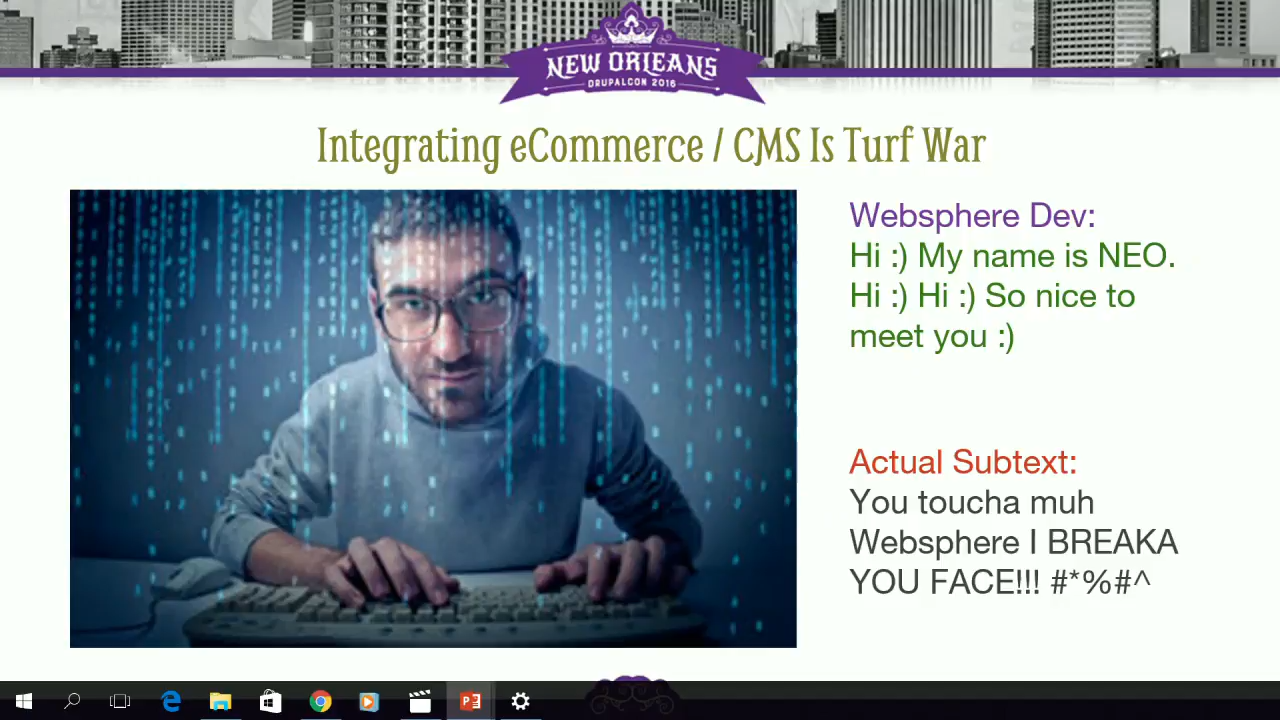 NEW ORLEANS
DRUPALCON 2016
Integrating eCommerce / CMS Is Turf War
Websphere Dev:
Hi :) My name is NEO.
Hi :) Hi :) So nice to
meet you :)
Actual Subtext:
You toucha muh
Websphere I BREAKA
YOU FACE!!! #*%#^